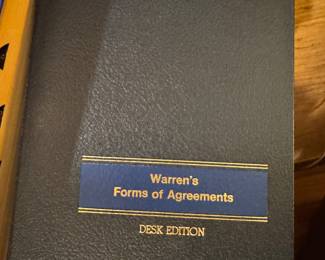 Warren's
Forms of Agreements
DESK EDITION